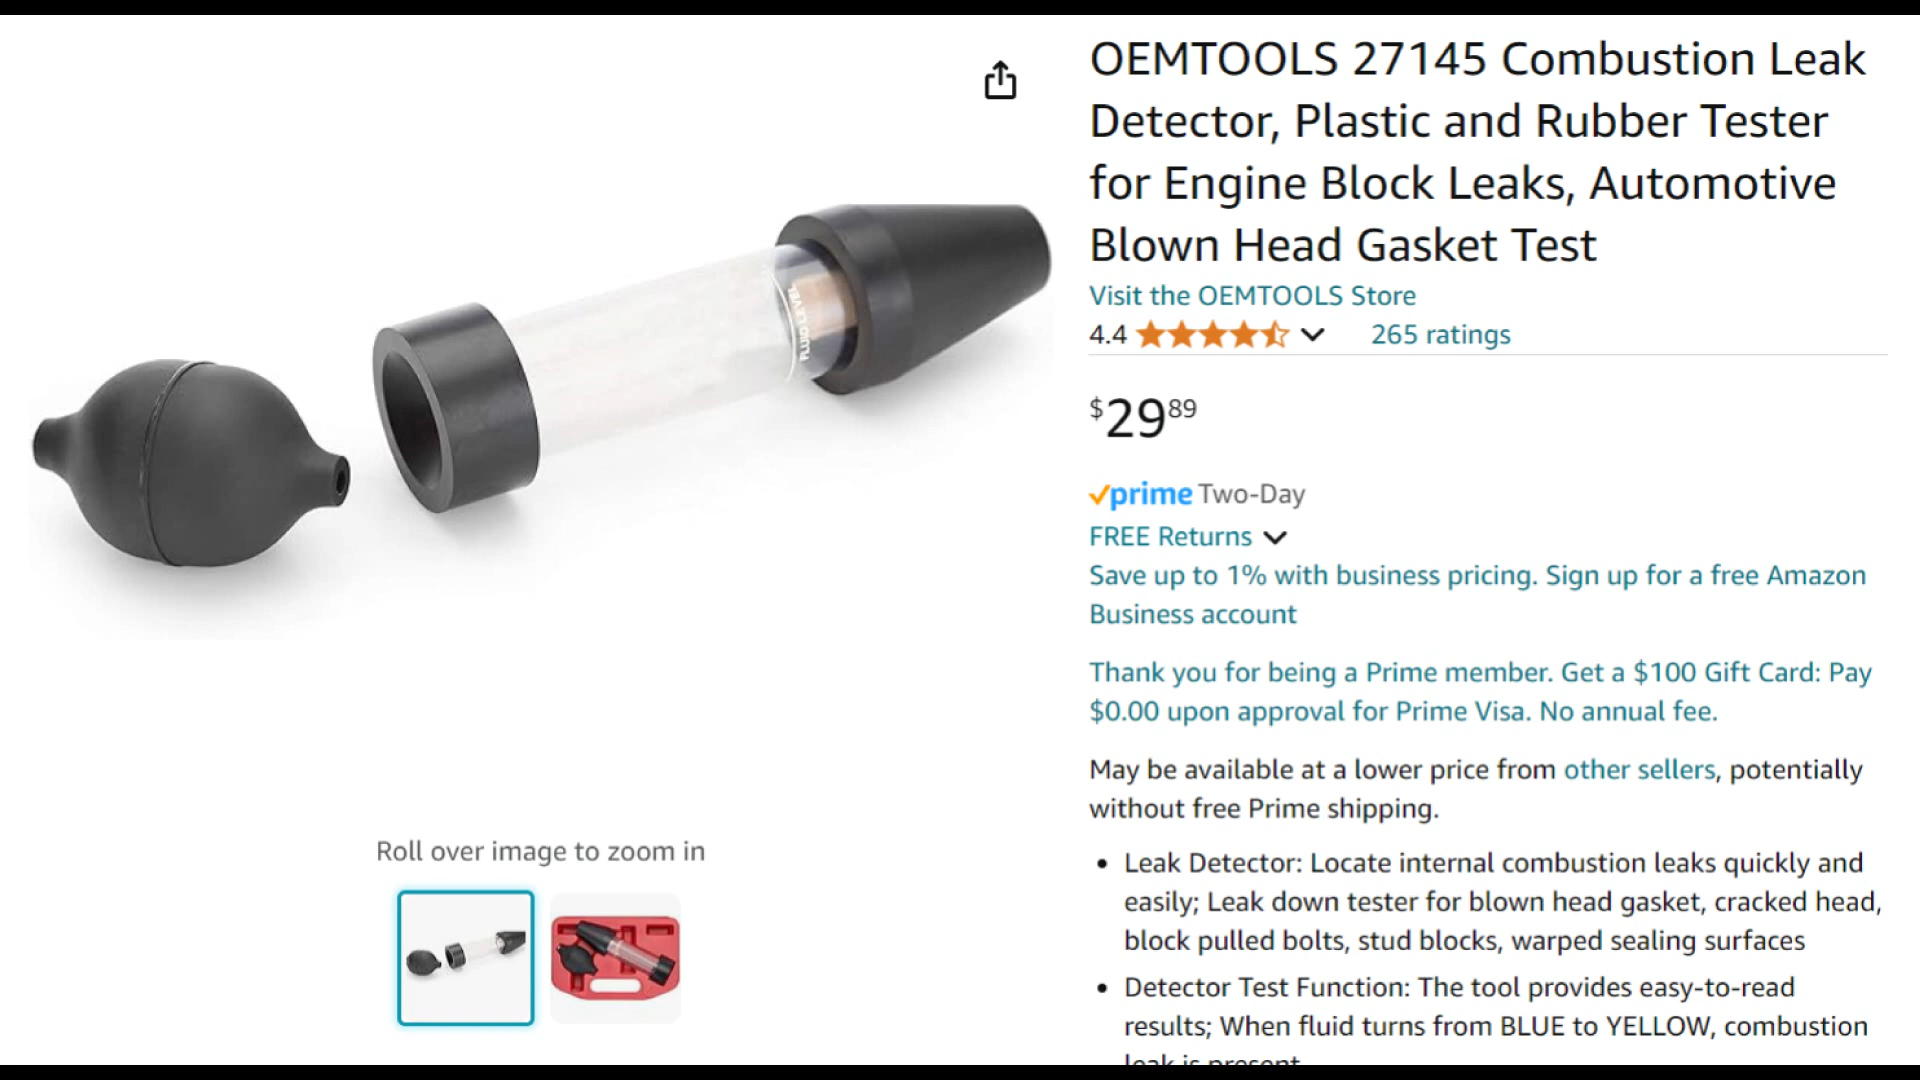 OEMTOOLS 27145 Combustion Leak
Detector, Plastic and Rubber Tester
for Engine Block Leaks, Automotive
Blown Head Gasket Test
Visit the OEMTOOLS Store
4.4 265 ratings
$29 89
prime Two-Day
FREE Returns
Save up to 1% with business pricing. Sign up for a free Amazon
Business account
Thank you for being a Prime member. Get a $100 Gift Card: Pay
$0.00 upon approval for Prime Visa. No annual fee.
May be available at a lower price from other sellers, potentially
without free Prime shipping.
• Leak Detector: Locate internal combustion leaks quickly and
easily; Leak down tester for blown head gasket, cracked head,
block pulled bolts, stud blocks, warped sealing surfaces
• Detector Test Function: The tool provides easy-to-read
results; When fluid turns from BLUE to YELLOW, combustion
leak is present
FLUID LEVEL
Roll over image to zoom in